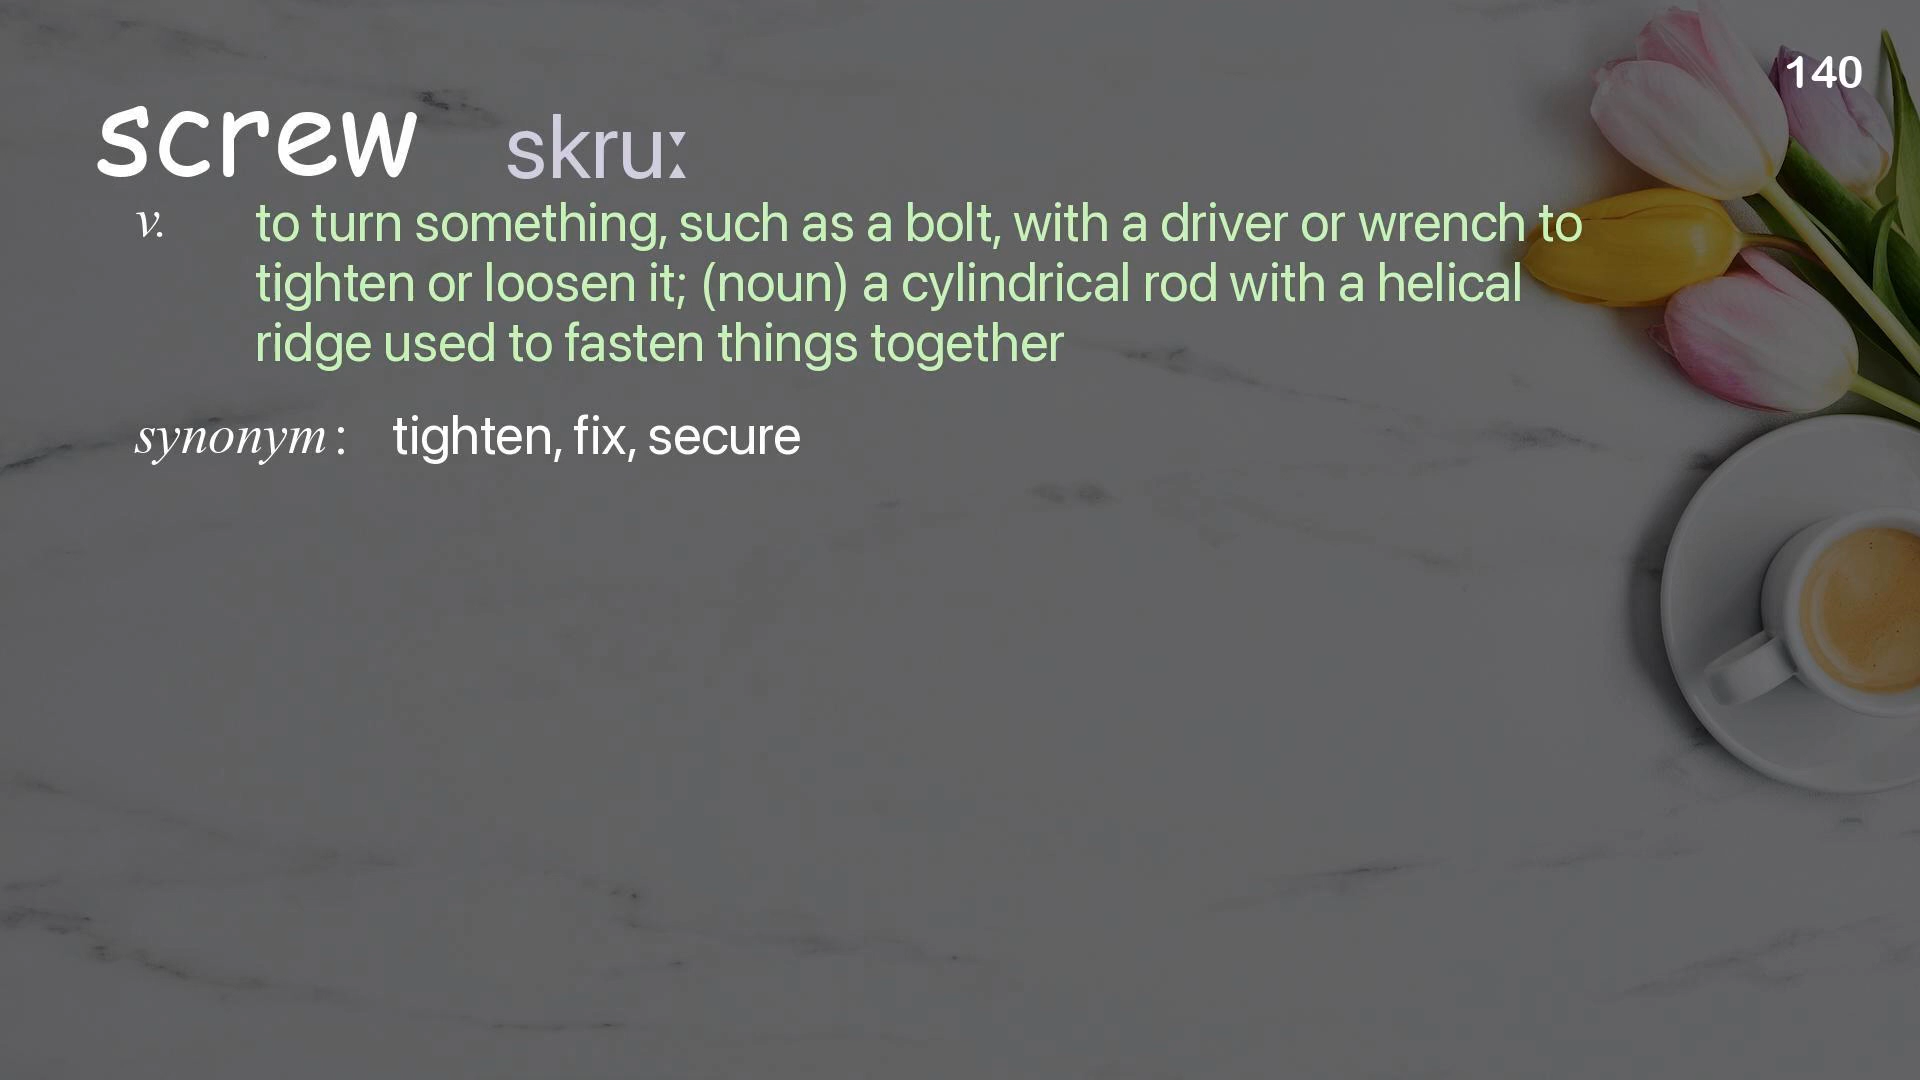 140
screw skruː
v. to turn something, such as a bolt, with a driver or wrench to
tighten or loosen it; (noun) a cylindrical rod with a helical
ridge used to fasten things together
synonym : tighten, fix, secure